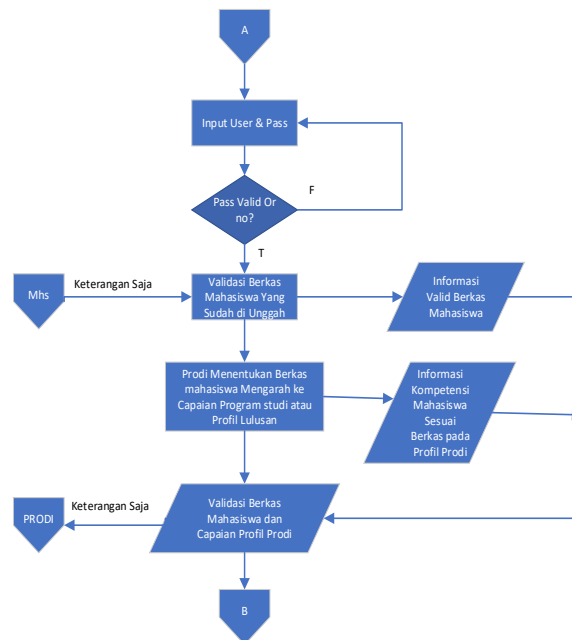 A
Input User & Pass
F
Pass Valid Or
no?
T
Mhs
Keterangan Saja
Validasi Berkas
Mahasiswa Yang
Sudah di Unggah
Informasi
Valid Berkas
Mahasiswa
Prodi Menentukan Berkas
mahasiswa Mengarah ke
Capaian Program studi atau
Profil Lulusan
Informasi
Kompetensi
Mahasiswa
Sesuai
Berkas pada
Profil Prodi
PRODI
Keterangan Saja
Validasi Berkas
Mahasiswa dan
Capaian Profil Prodi
B